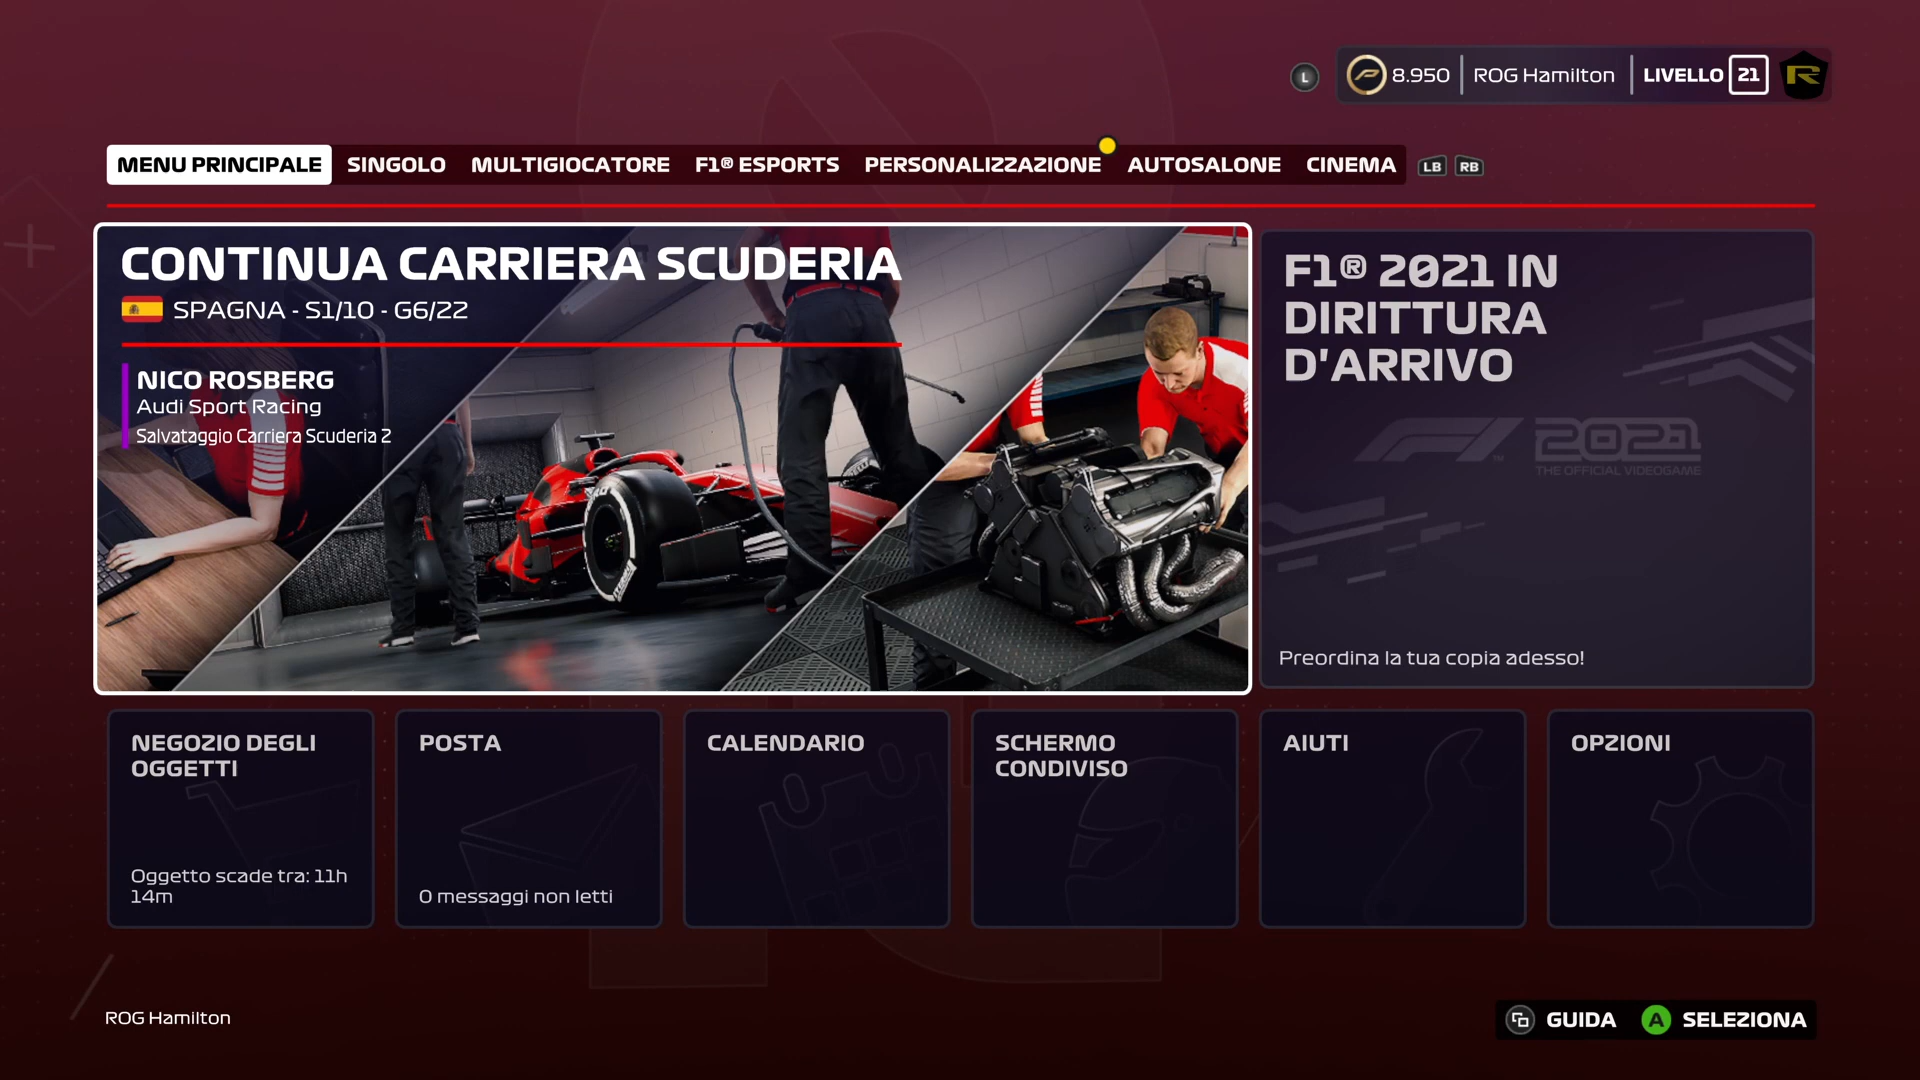 L
8.950
ROG Hamilton
LIVELLO 21
MENU PRINCIPALE
SINGOLO
MULTIGIOCATORE
F1® ESPORTS
PERSONALIZZAZIONE
AUTOSALONE
CINEMA
LB
RB
CONTINUA CARRIERA SCUDERIA
SPAGNA - S1/10 - G6/22
NICO ROSBERG
Audi Sport Racing
Salvataggio Carriera Scuderia 2
F1® 2021 IN
DIRITTURA
D'ARRIVO
F1™ 2021
THE OFFICIAL VIDEOGAME
Preordina la tua copia adesso!
NEGOZIO DEGLI
OGGETTI
Oggetto scade tra: 11h
14m
POSTA
0 messaggi non letti
CALENDARIO
SCHERMO
CONDIVISO
AIUTI
OPZIONI
ROG Hamilton
GUIDA
A SELEZIONA